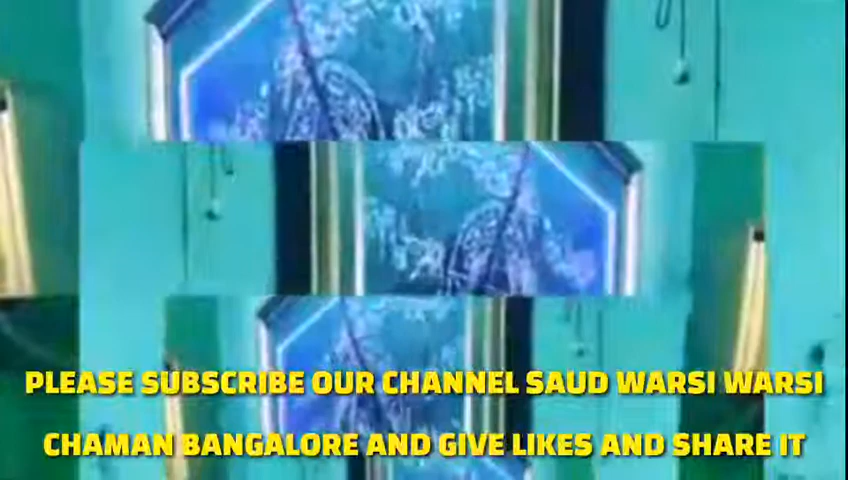 PLEASE SUBSCRIBE OUR CHANNEL SAUD WARSI WARSI
CHAMAN BANGALORE AND GIVE LIKES AND SHARE IT